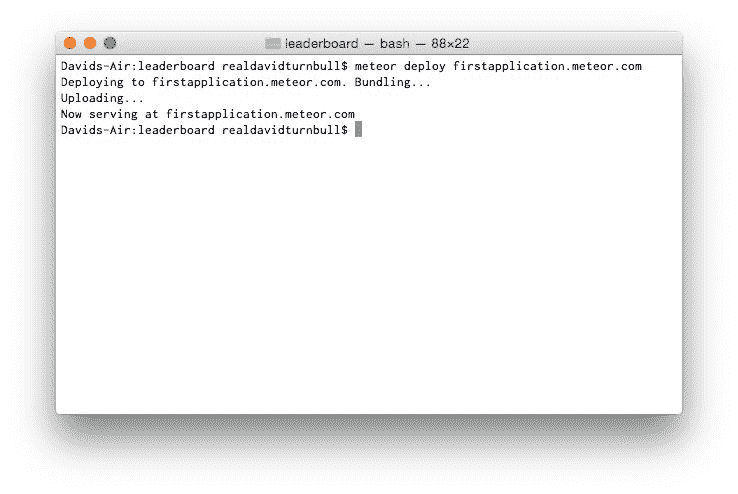 leaderboard — bash — 88×22
Davids-Air:leaderboard realdavidturnbull$ meteor deploy firstapplication.meteor.com
Deploying to firstapplication.meteor.com. Bundling...
Uploading...
Now serving at firstapplication.meteor.com
Davids-Air:leaderboard realdavidturnbull$